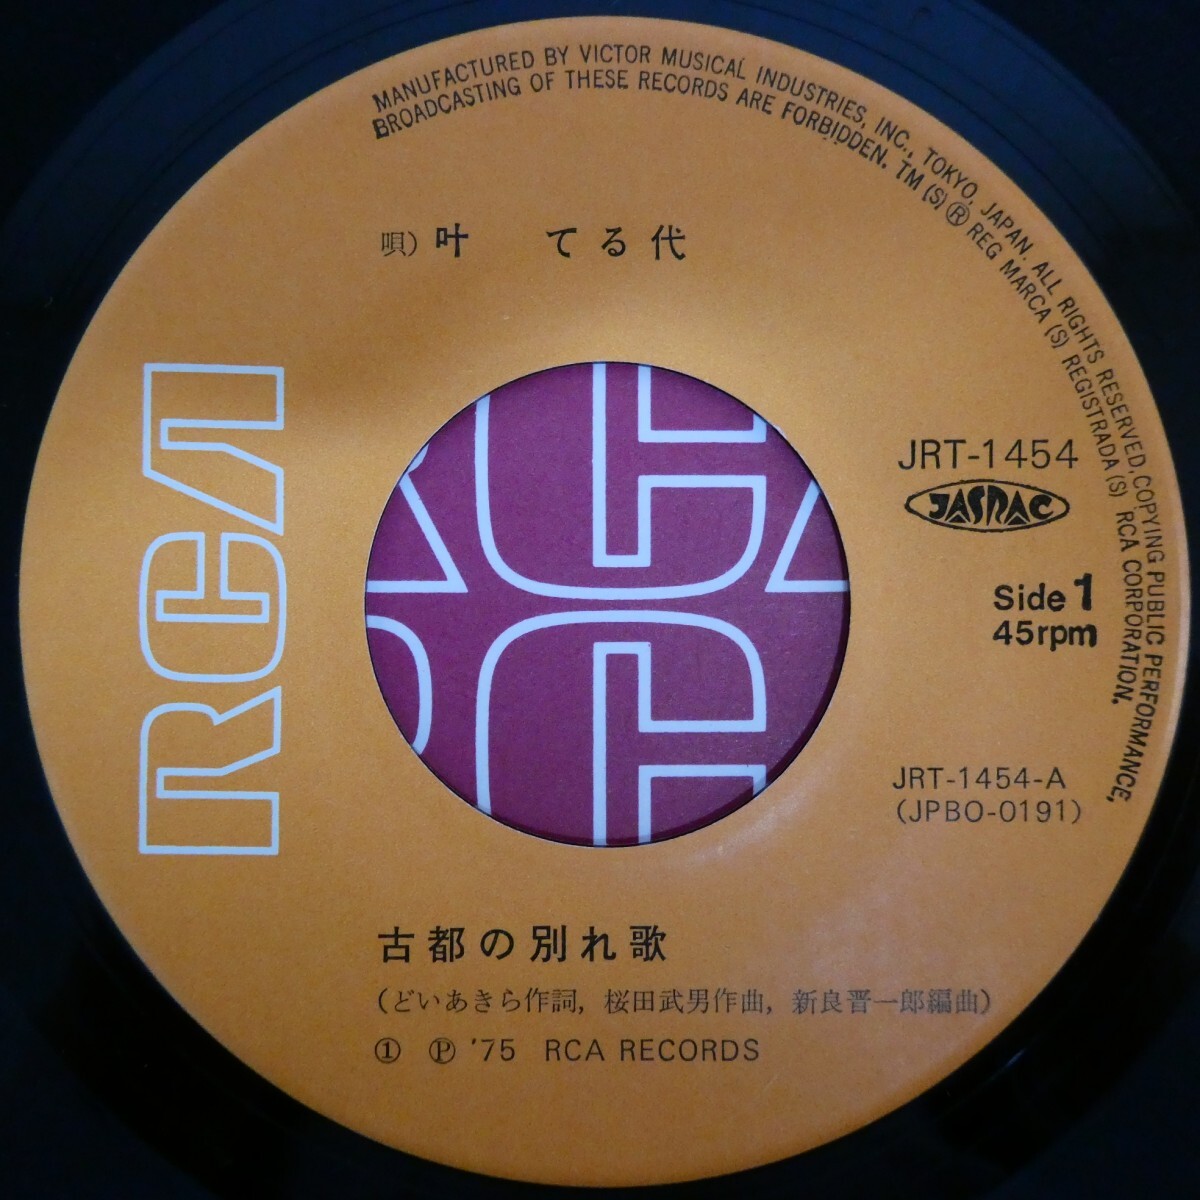 MANUFACTURED BY VICTOR MUSICAL INDUSTRIES, INC., TOKYO, JAPAN. ALL RIGHTS RESERVED, COPYING PUBLIC PERFORMANCE,
BROADCASTING OF THESE RECORDS ARE FORBIDDEN. TM (S) ® REG MARCA (S) REGISTRADA (S) RCA CORPORATION.
唄) 叶 てる代
RCA
JRT-1454
JASRAC
Side 1
45rpm
JRT-1454-A
(JPBO-0191)
古都の別れ歌
(どいあきら作詞, 桜田武男作曲, 新良晋一郎編曲)
① Ⓟ '75 RCA RECORDS